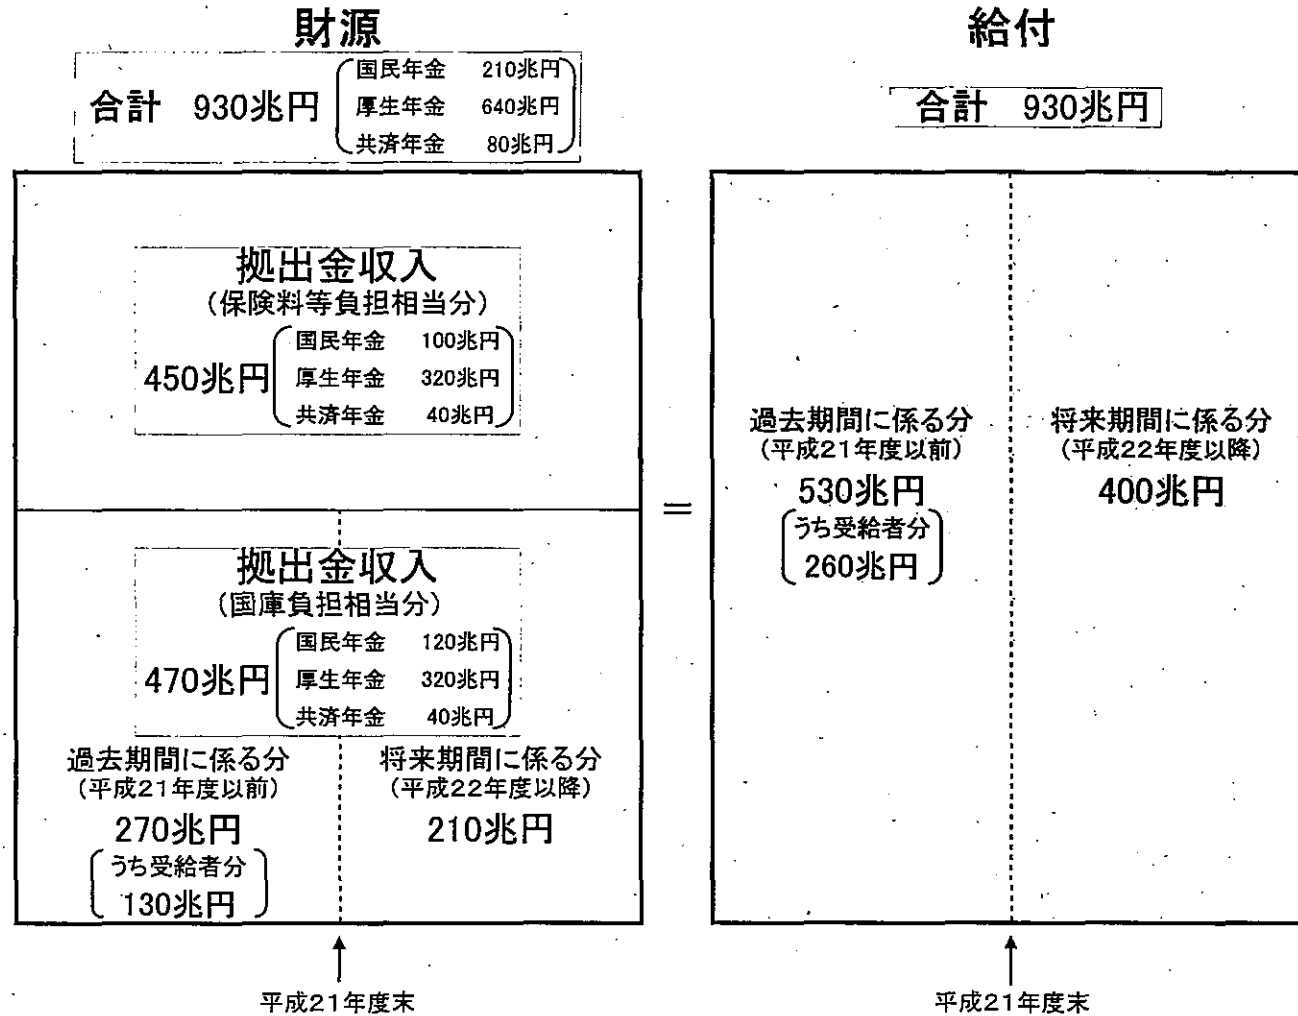 財源
合計 930兆円
国民年金 210兆円
厚生年金 640兆円
共済年金 80兆円
拠出金収入
(保険料等負担相当分)
450兆円
国民年金 100兆円
厚生年金 320兆円
共済年金 40兆円
拠出金収入
(国庫負担相当分)
470兆円
国民年金 120兆円
厚生年金 320兆円
共済年金 40兆円
過去期間に係る分
(平成21年度以前)
270兆円
うち受給者分
130兆円
将来期間に係る分
(平成22年度以降)
210兆円
平成21年度末
=
給付
合計 930兆円
過去期間に係る分
(平成21年度以前)
530兆円
うち受給者分
260兆円
将来期間に係る分
(平成22年度以降)
400兆円
平成21年度末